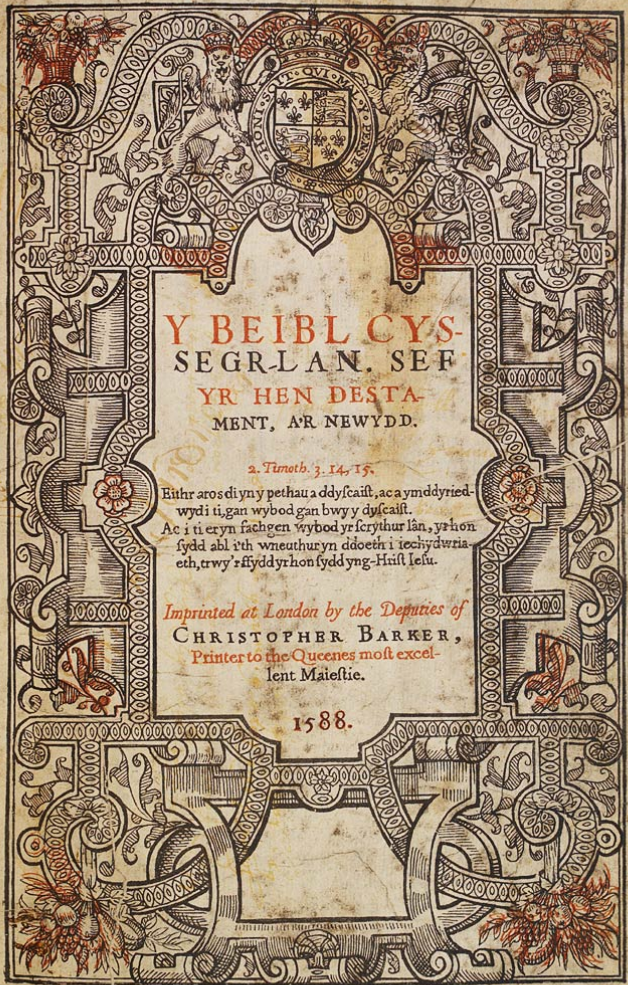 HONI SOIT QVI MAL Y PENSE
Y BEIBL CYS-
SEGR-LAN. SEF
YR HEN DESTA-
MENT, A'R NEWYDD.
2. Timoth. 3. 14, 15.
Eithr aros di yn y pethau a ddyſcaiſt, ac a ymddyried-
wyd i ti, gan wybod gan bwy y dyſcaiſt.
Ac i ti er yn fachgen wybod yr ſcrythur lân, yr hon
ſydd abl i'th wneuthur yn ddoeth i iechydwria-
eth, trwy'r ffydd yr hon ſydd yng-Hriſt Ieſu.
Imprinted at London by the Deputies of
CHRISTOPHER BARKER,
Printer to the Queenes moſt excel-
lent Maieſtie.
1588.